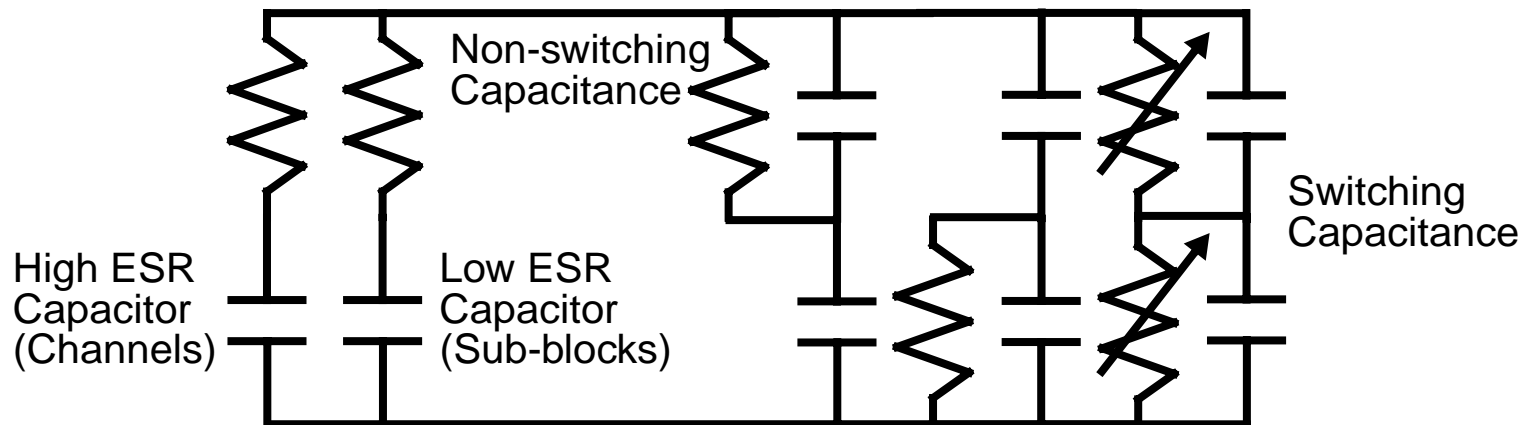 Non-switching
Capacitance
Switching
Capacitance
High ESR
Capacitor
(Channels)
Low ESR
Capacitor
(Sub-blocks)